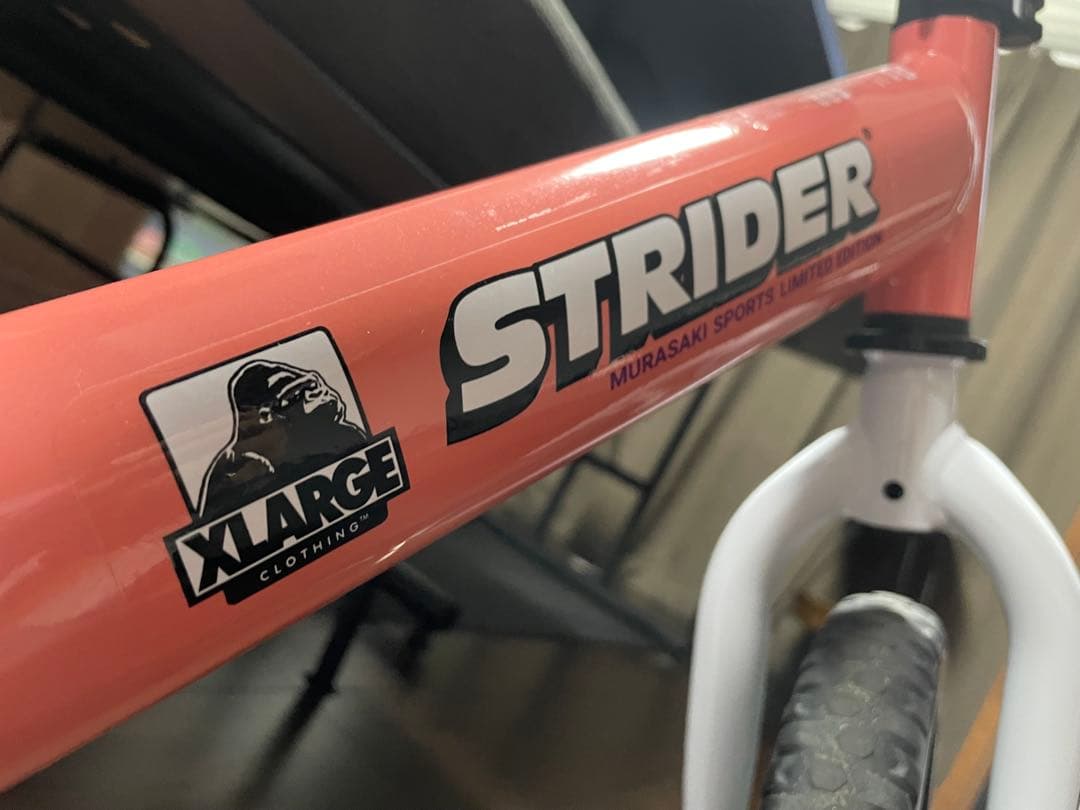 XLARGE
CLOTHING™
STRIDER
MURASAKI SPORTS LIMITED EDITION